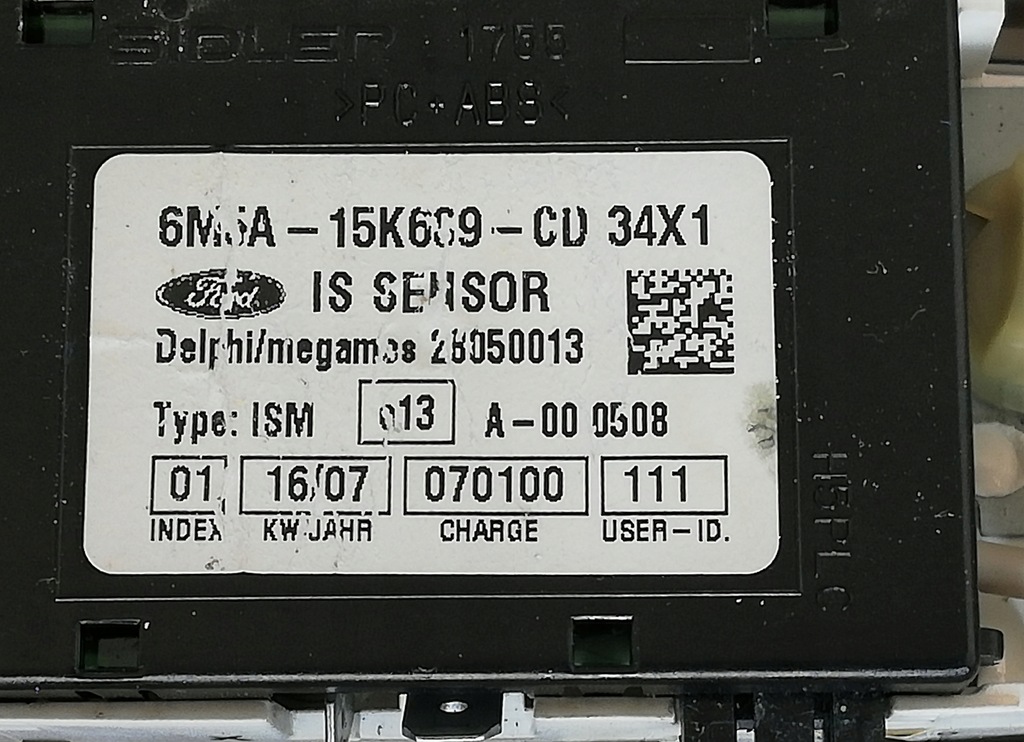 SIDLER 1755
>PC+ABS<
6M5A-15K609-CD 34X1
Ford IS SENSOR
Delphi/megamos 28050013
Type: ISM e13 A-00 0508
01 16/07 070100 111
INDEX KW/JAHR CHARGE USER-ID.